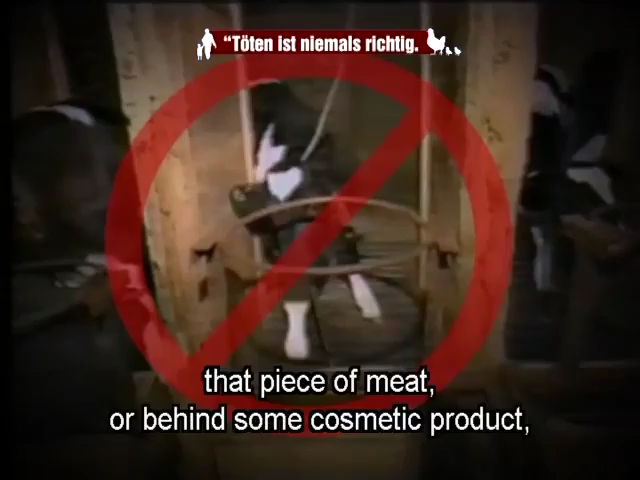 “Töten ist niemals richtig.
that piece of meat,
or behind some cosmetic product,